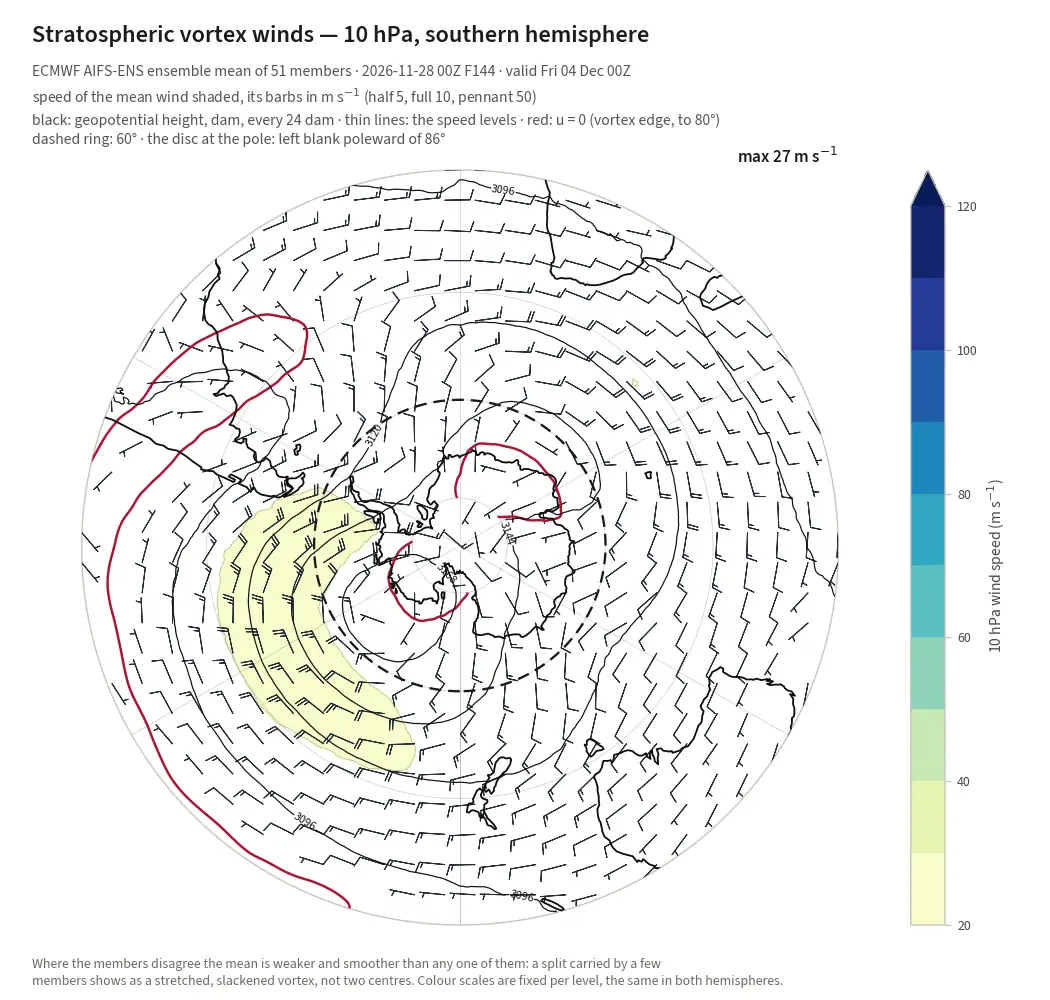 Stratospheric vortex winds — 10 hPa, southern hemisphere
ECMWF AIFS-ENS ensemble mean of 51 members · 2026-11-28 00Z F144 · valid Fri 04 Dec 00Z
speed of the mean wind shaded, its barbs in m s⁻¹ (half 5, full 10, pennant 50)
black: geopotential height, dam, every 24 dam · thin lines: the speed levels · red: u = 0 (vortex edge, to 80°)
dashed ring: 60° · the disc at the pole: left blank poleward of 86°
max 27 m s⁻¹
3096
120
100
3120
80
10 hPa wind speed (m s⁻¹)
60
40
3096
3096
20
Where the members disagree the mean is weaker and smoother than any one of them: a split carried by a few
members shows as a stretched, slackened vortex, not two centres. Colour scales are fixed per level, the same in both hemispheres.